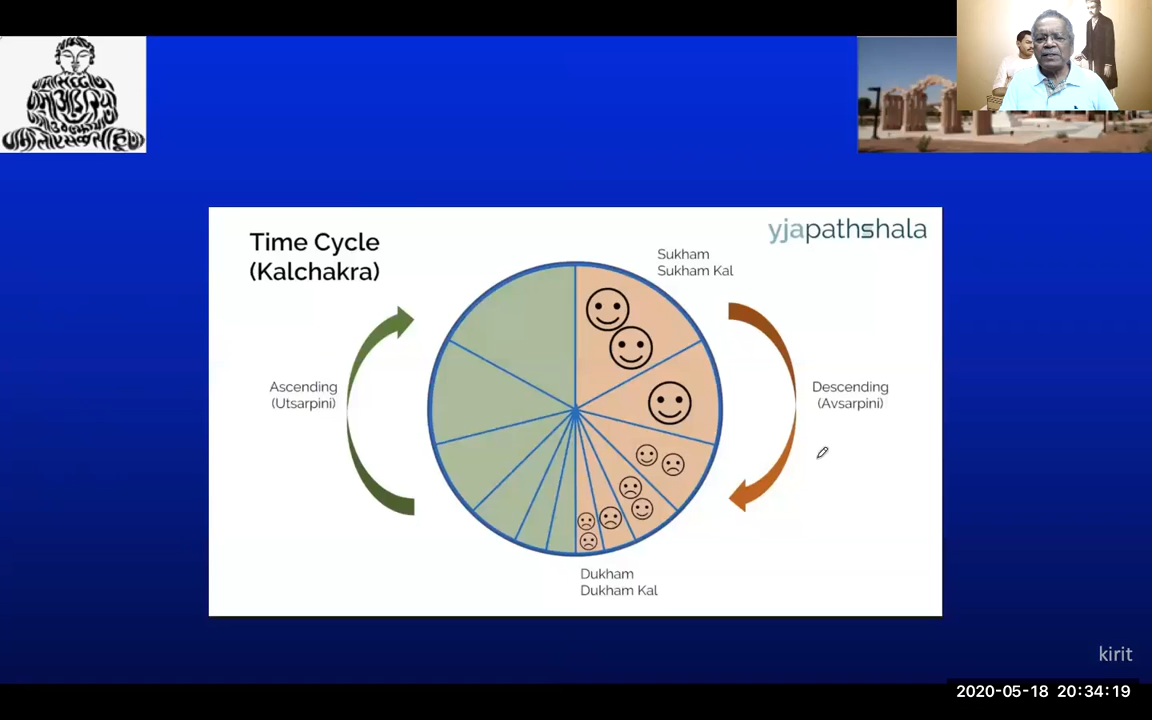 Time Cycle
(Kalchakra)
yjapathshala
Sukham
Sukham Kal
Ascending
(Utsarpini)
Descending
(Avsarpini)
Dukham
Dukham Kal
kirit
2020-05-18 20:34:19